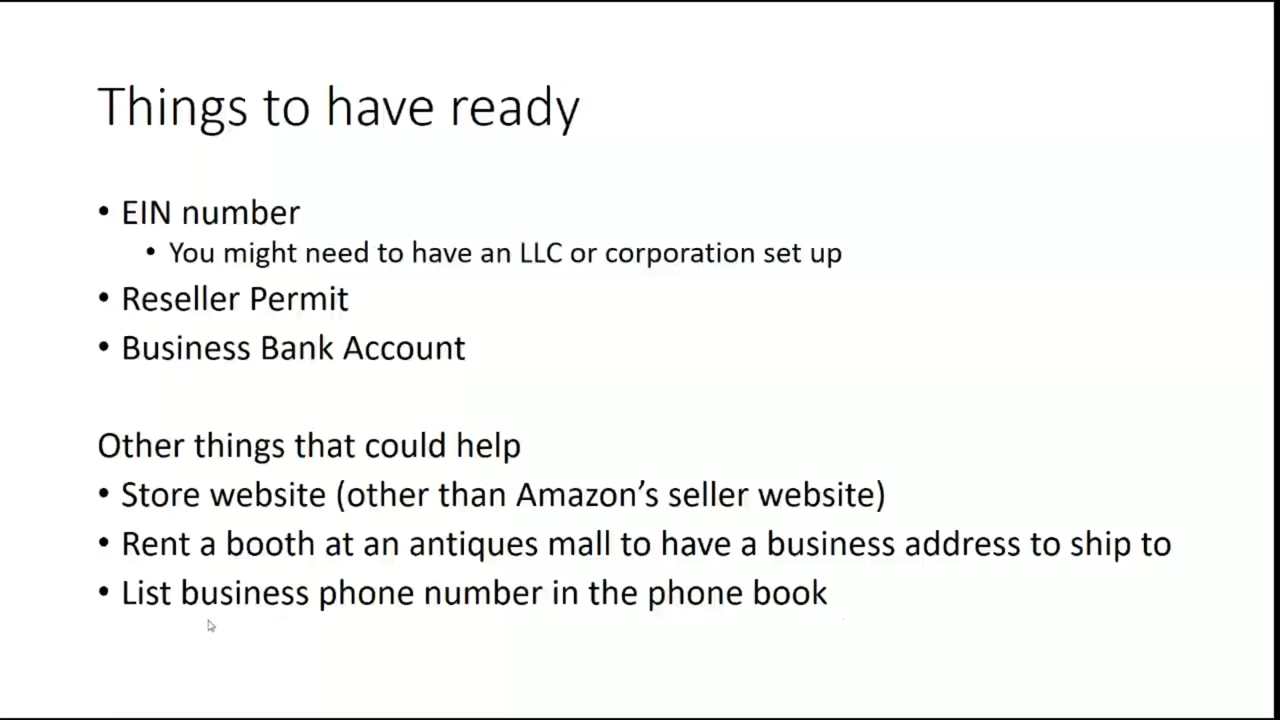 Things to have ready
• EIN number
• You might need to have an LLC or corporation set up
• Reseller Permit
• Business Bank Account
Other things that could help
• Store website (other than Amazon’s seller website)
• Rent a booth at an antiques mall to have a business address to ship to
• List business phone number in the phone book